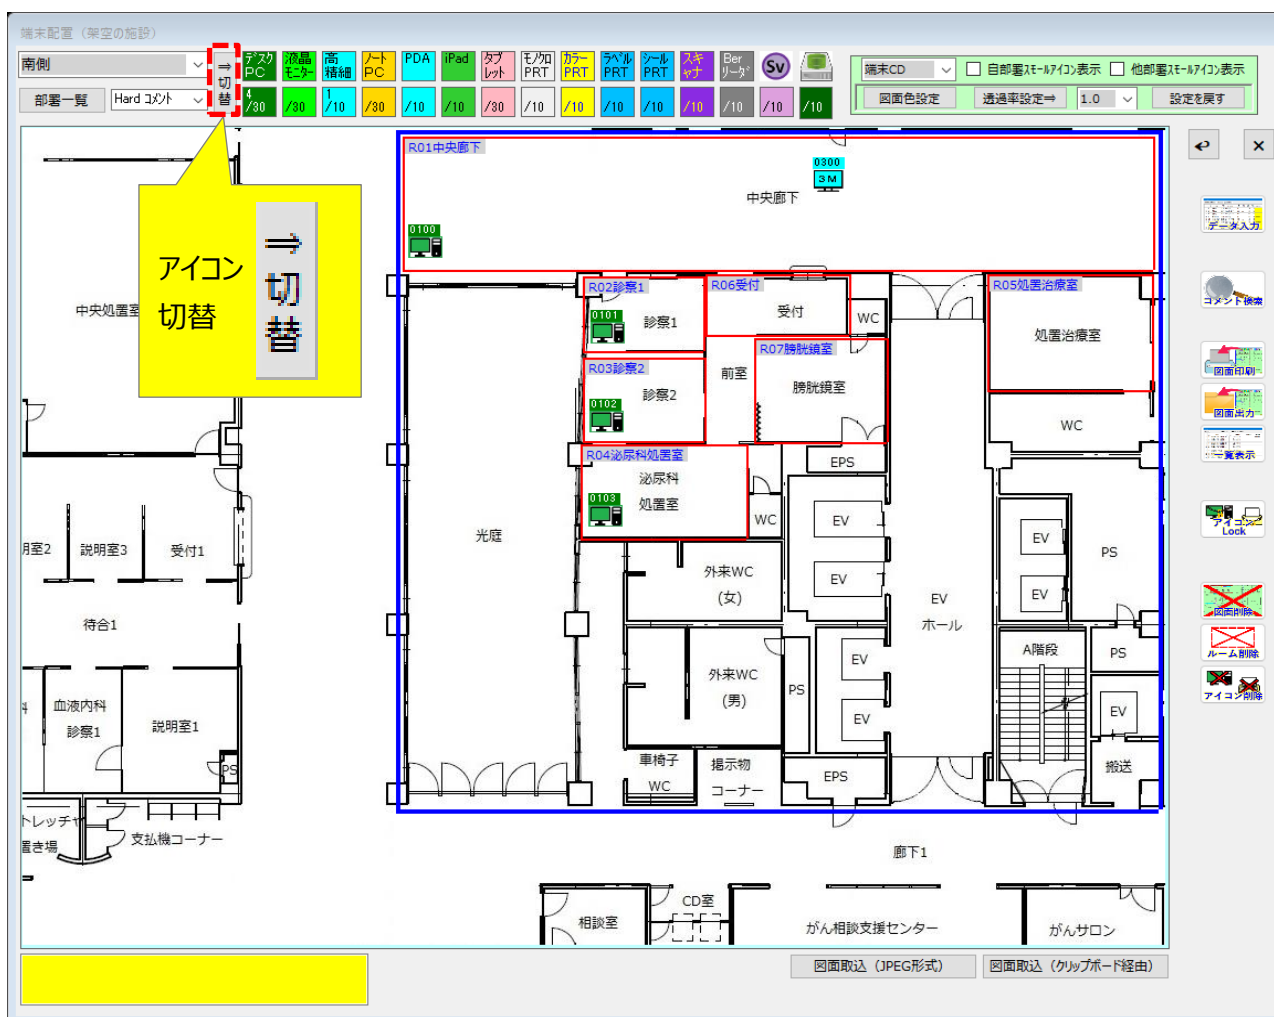 端末配置（架空の施設）
南側
⇒切替
デスクPC
液晶モニター
高精細
ノートPC
PDA
iPad
タブレット
モノクロPRT
カラーPRT
ラベルPRT
シールPRT
スキャナ
Berリーダ
Sv
端末CD
自部署スモールアイコン表示
他部署スモールアイコン表示
部署一覧
Hard コメント
4/30
/30
1/10
/30
/10
/10
/30
/10
/10
/10
/10
/10
/10
/10
/10
図面色設定
透過率設定⇒
1.0
設定を戻す
R01中央廊下
0300
3M
中央廊下
0100
アイコン
切替
⇒切替
中央処置室
R02診察1
0101
診察1
R06受付
受付
WC
R05処置治療室
処置治療室
R03診察2
0102
診察2
前室
R07膀胱鏡室
膀胱鏡室
WC
EPS
R04泌尿科処置室
泌尿科
処置室
0103
WC
光庭
EV
EV
EV
EV
PS
月室2
説明室3
受付1
外来WC
(女)
EV
ホール
待合1
A階段
PS
外来WC
(男)
PS
EV
EV
EV
血液内科
診察1
説明室1
PS
車椅子
WC
掲示物
コーナー
EPS
搬送
トレッチャ
置き場
支払機コーナー
廊下1
相談室
CD室
がん相談支援センター
がんサロン
データ入力
コメント検索
図面印刷
図面出力
一覧表示
アイコン
Lock
図面削除
ルーム削除
アイコン削除
図面取込（JPEG形式）
図面取込（クリップボード経由）